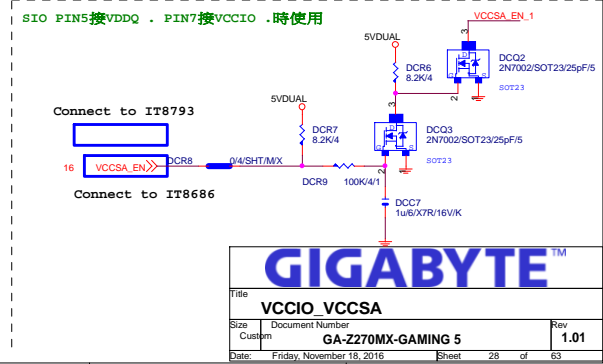 SIO PIN5接VDDQ . PIN7接VCCIO .時使用
VCCSA_EN_1
3
5VDUAL
DCQ2
2N7002/SOT23/25pF/5
DCR6
8.2K/4
D
G
S
SOT23
2
1
5VDUAL
3
Connect to IT8793
DCR7
8.2K/4
DCQ3
2N7002/SOT23/25pF/5
D
G
S
SOT23
16
VCCSA_EN
DCR8
0/4/SHT/M/X
2
1
DCR9
100K/4/1
Connect to IT8686
DCC7
1u/6/X7R/16V/K
GIGABYTE™
Title
VCCIO_VCCSA
Size
Document Number
Rev
Custom
GA-Z270MX-GAMING 5
1.01
Date:
Friday, November 18, 2016
Sheet
28
of
63